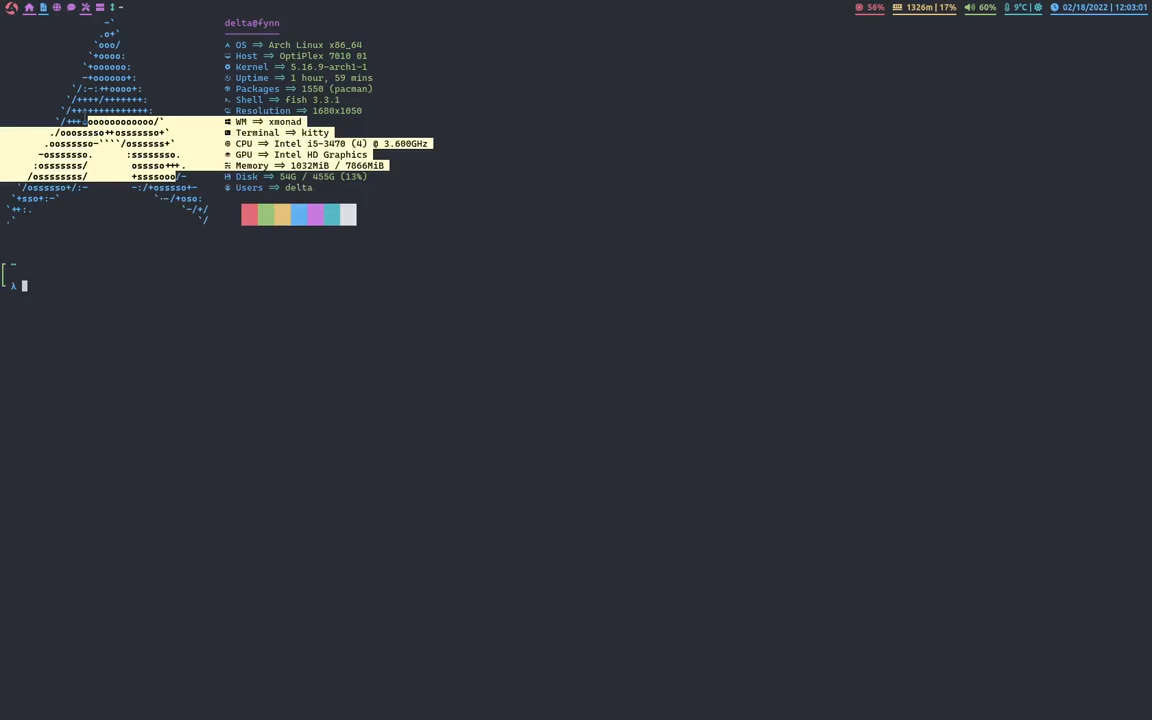 56% 1326m | 17% 60% 9°C | 02/18/2022 | 12:03:01
delta@fynn
OS => Arch Linux x86_64
Host => OptiPlex 7010 01
Kernel => 5.16.9-arch1-1
Uptime => 1 hour, 59 mins
Packages => 1550 (pacman)
Shell => fish 3.3.1
Resolution => 1680x1050
WM => xmonad
Terminal => kitty
CPU => Intel i5-3470 (4) @ 3.600GHz
GPU => Intel HD Graphics
Memory => 1032MiB / 7866MiB
Disk => 54G / 455G (13%)
Users => delta
~
λ